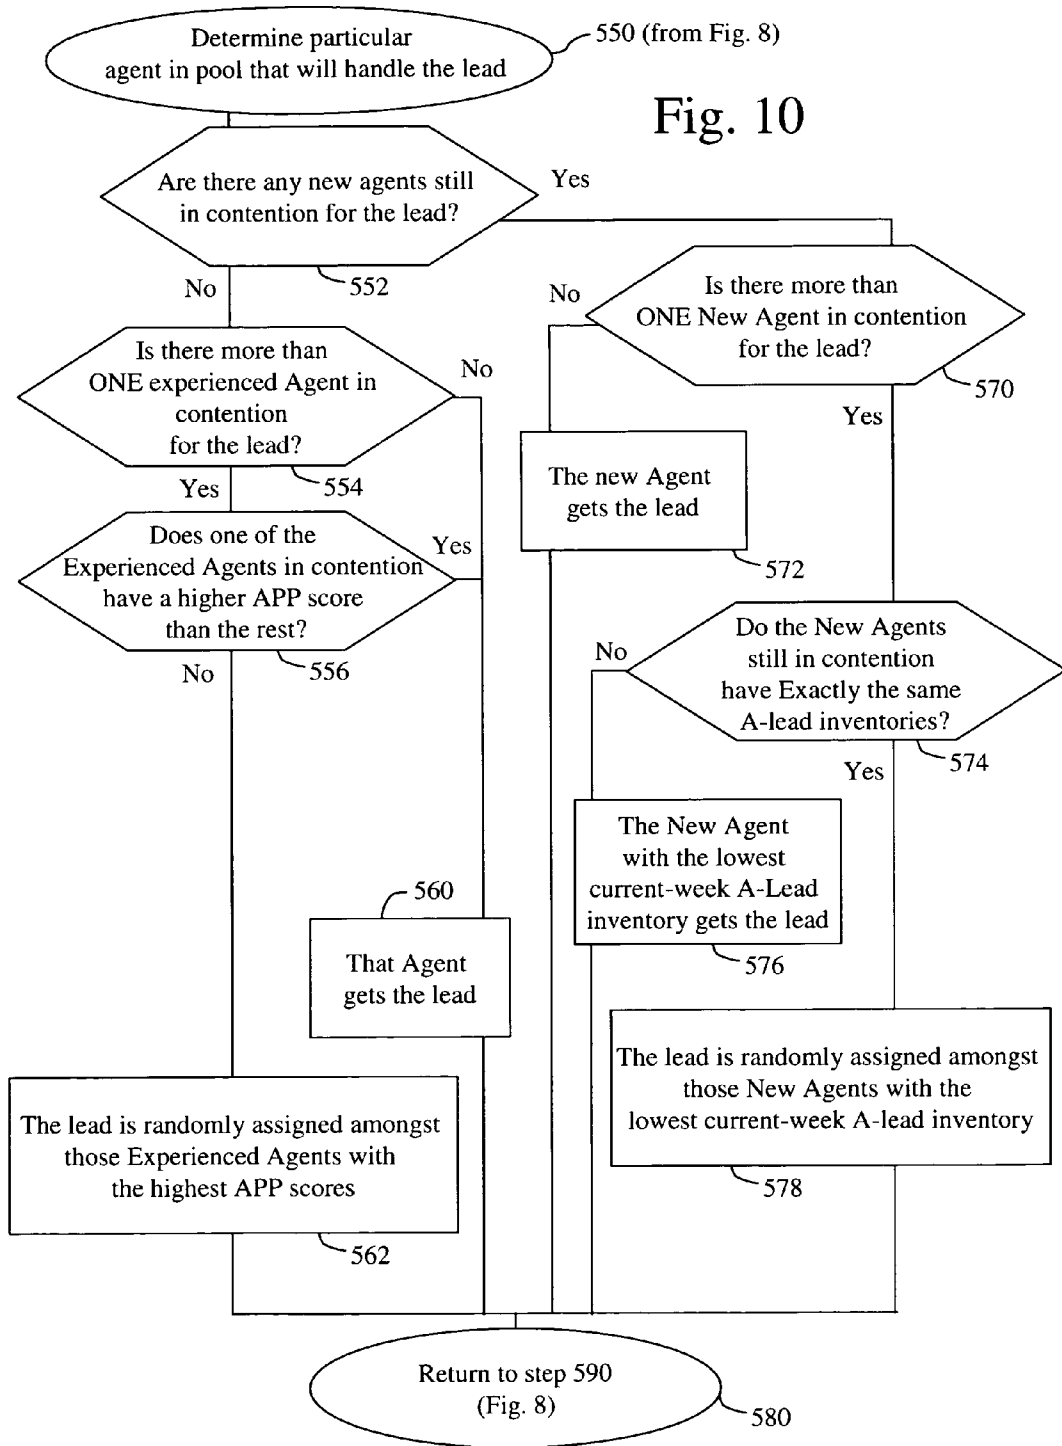 Determine particular
agent in pool that will handle the lead
550 (from Fig. 8)
Fig. 10
Are there any new agents still
in contention for the lead?
Yes
552
No
Is there more than
ONE New Agent in contention
for the lead?
No
570
Yes
Is there more than
ONE experienced Agent in
contention
for the lead?
No
554
Yes
The new Agent
gets the lead
572
Does one of the
Experienced Agents in contention
have a higher APP score
than the rest?
Yes
556
No
Do the New Agents
still in contention
have Exactly the same
A-lead inventories?
No
574
Yes
The New Agent
with the lowest
current-week A-Lead
inventory gets the lead
576
560
That Agent
gets the lead
The lead is randomly assigned amongst
those New Agents with the
lowest current-week A-lead inventory
578
The lead is randomly assigned amongst
those Experienced Agents with
the highest APP scores
562
Return to step 590
(Fig. 8)
580